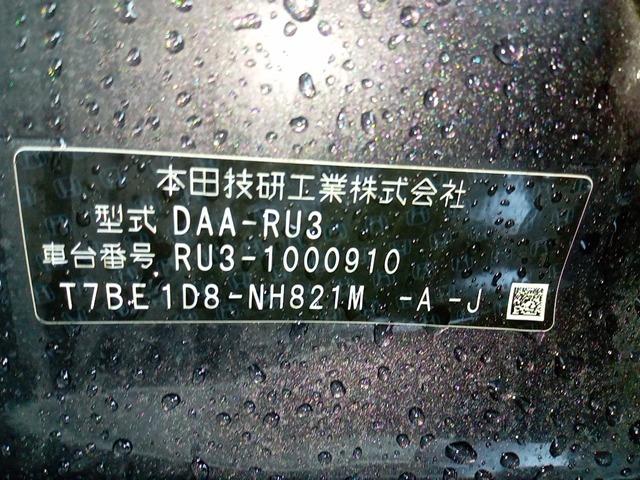 本田技研工業株式会社
型式 DAA-RU3
車台番号 RU3-1000910
T7BE1D8-NH821M -A -J